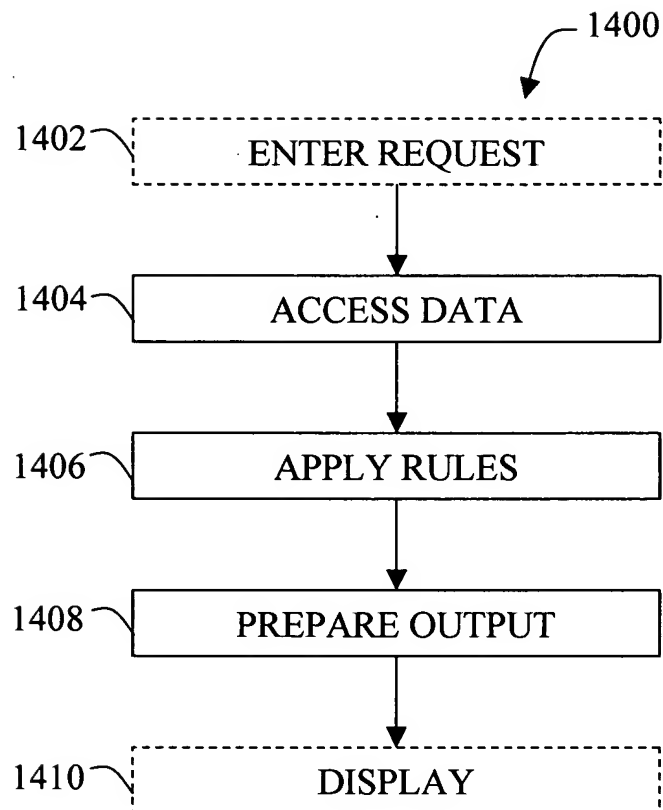 1400
1402 ENTER REQUEST
1404 ACCESS DATA
1406 APPLY RULES
1408 PREPARE OUTPUT
1410 DISPLAY